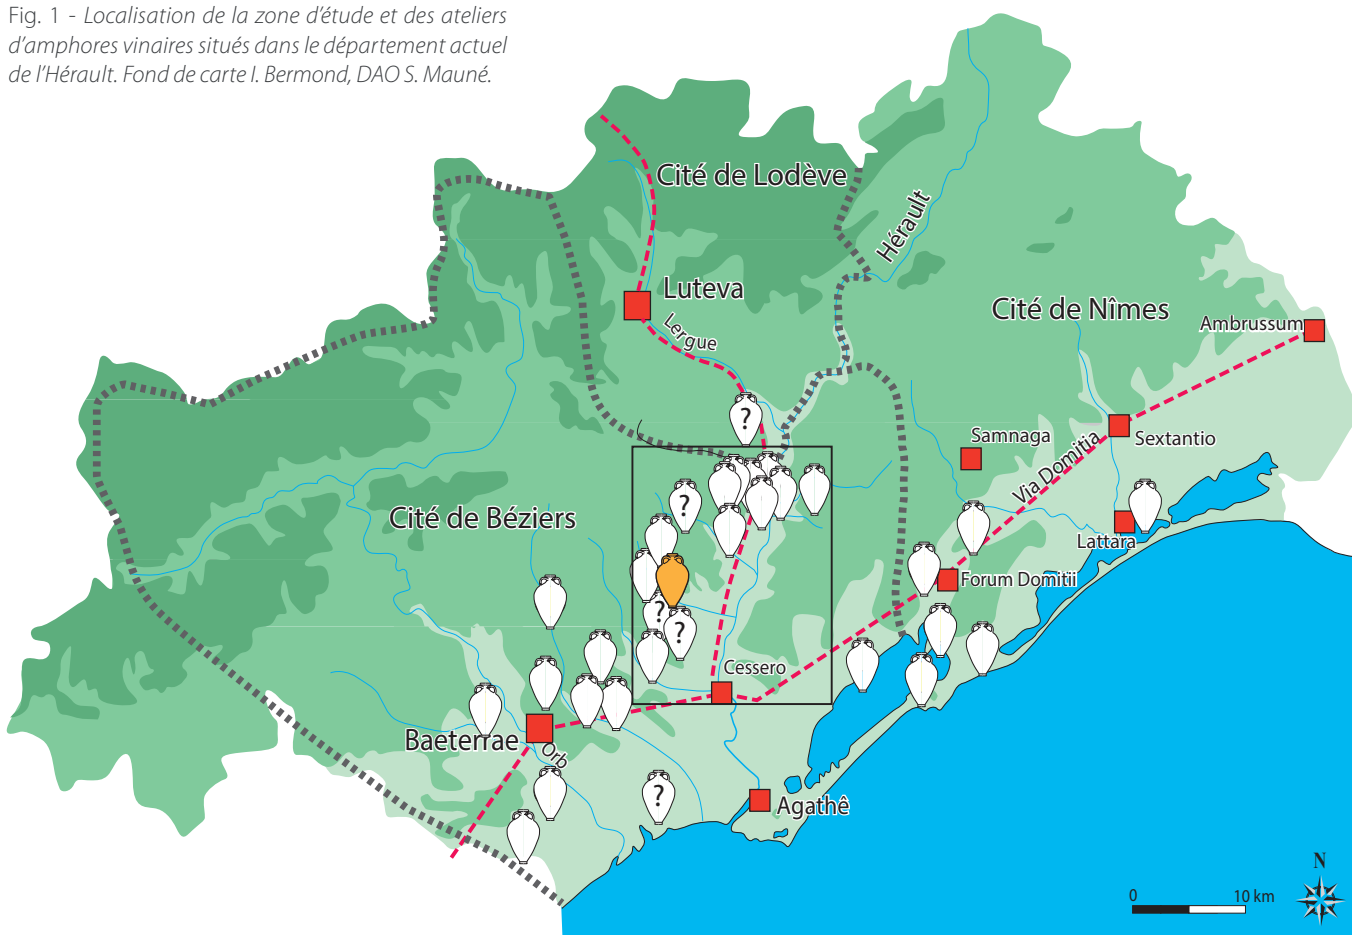 Fig. 1 - Localisation de la zone d’étude et des ateliers
d’amphores vinaires situés dans le département actuel
de l’Hérault. Fond de carte I. Bermond, DAO S. Mauné.
Cité de Lodève
Hérault
Luteva
Lergue
Cité de Nîmes
Ambrussum
?
Samnaga
Sextantio
Via Domitia
?
Cité de Béziers
Lattara
Forum Domitii
?
?
Cessero
Baeterrae
Orb
?
Agathê
N
0 10 km